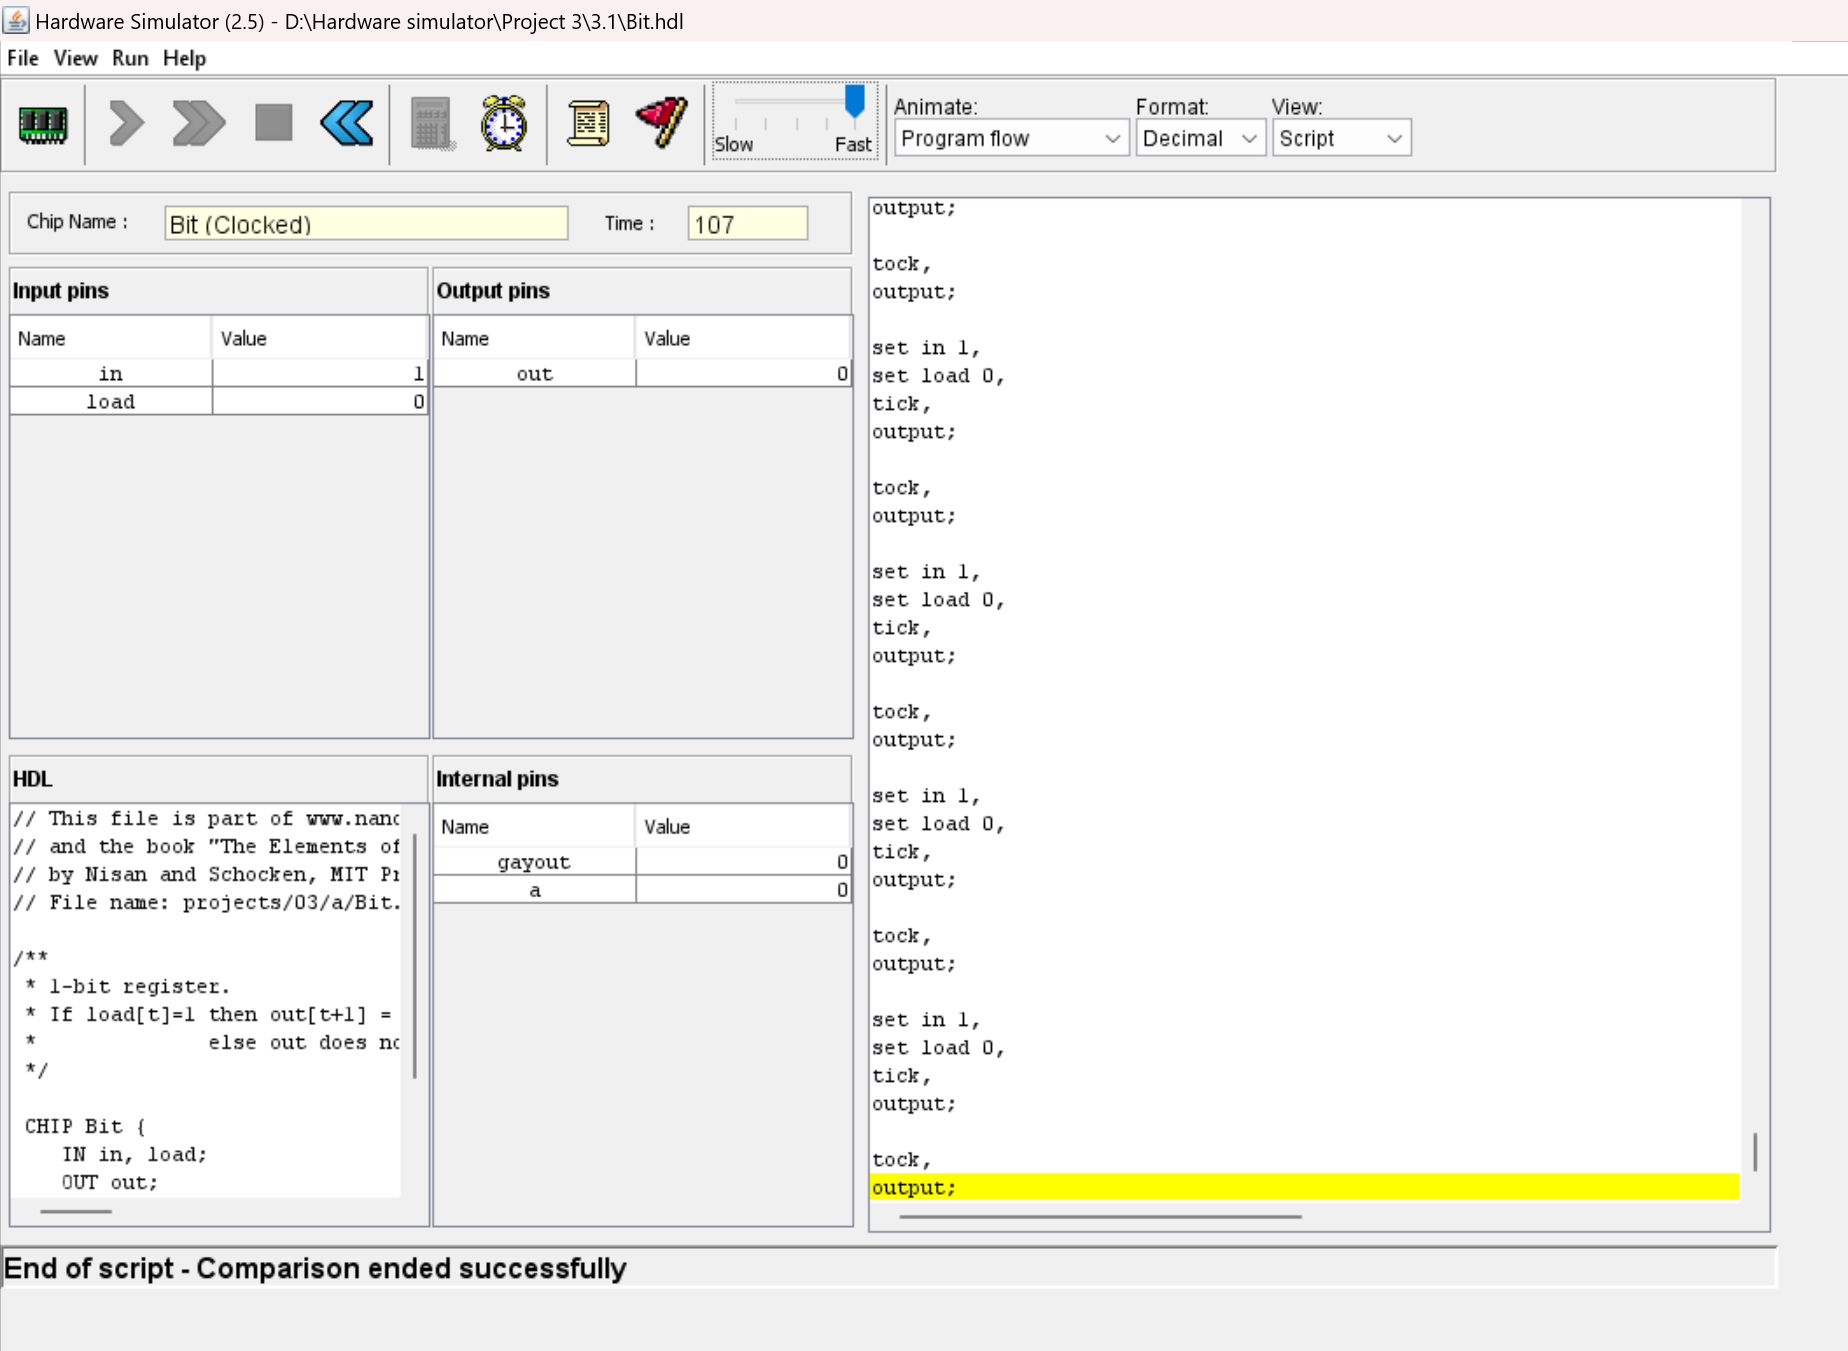 Hardware Simulator (2.5) - D:\Hardware simulator\Project 3\3.1\Bit.hdl
File View Run Help
Slow Fast
Animate: Format: View:
Program flow Decimal Script
Chip Name : Bit (Clocked) Time : 107
Input pins
Name Value
in 1
load 0
Output pins
Name Value
out 0
HDL
// This file is part of www.nand
// and the book "The Elements of
// by Nisan and Schocken, MIT Pr
// File name: projects/03/a/Bit.
/**
* 1-bit register.
* If load[t]=1 then out[t+1] =
* else out does no
*/
CHIP Bit {
IN in, load;
OUT out;
Internal pins
Name Value
gayout 0
a 0
output;
tock,
output;
set in 1,
set load 0,
tick,
output;
tock,
output;
set in 1,
set load 0,
tick,
output;
tock,
output;
set in 1,
set load 0,
tick,
output;
tock,
output;
set in 1,
set load 0,
tick,
output;
tock,
output;
End of script - Comparison ended successfully